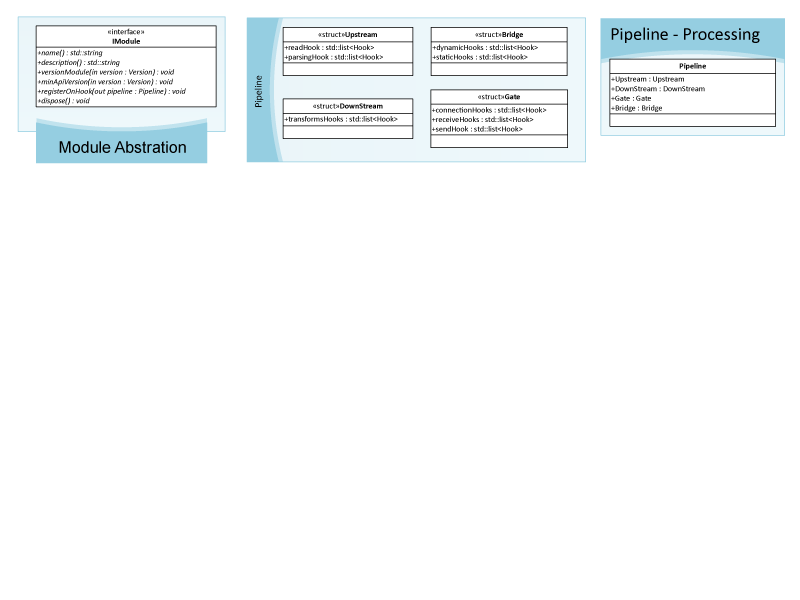 «interface»
IModule
+name() : std::string
+description() : std::string
+versionModule(in version : Version) : void
+minApiVersion(in version : Version) : void
+registerOnHook(out pipeline : Pipeline) : void
+dispose() : void
Module Abstration
Pipeline
«struct»Upstream
+readHook : std::list<Hook>
+parsingHook : std::list<Hook>
«struct»Bridge
+dynamicHooks : std::list<Hook>
+staticHooks : std::list<Hook>
«struct»DownStream
+transformsHooks : std::list<Hook>
«struct»Gate
+connectionHooks : std::list<Hook>
+receiveHooks : std::list<Hook>
+sendHook : std::list<Hook>
Pipeline - Processing
Pipeline
+Upstream : Upstream
+DownStream : DownStream
+Gate : Gate
+Bridge : Bridge